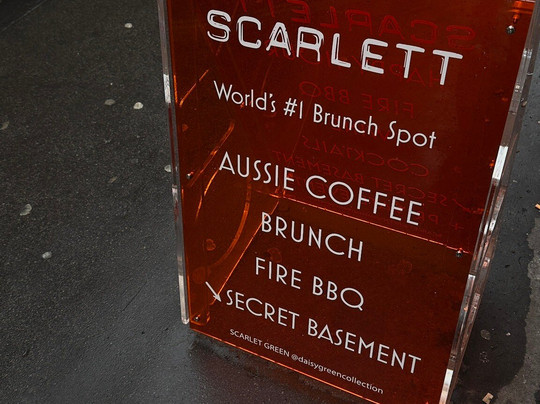 SCARLETT
World's #1 Brunch Spot
AUSSIE COFFEE
BRUNCH
FIRE BBQ
SECRET BASEMENT
SCARLET GREEN @daisygreencollection